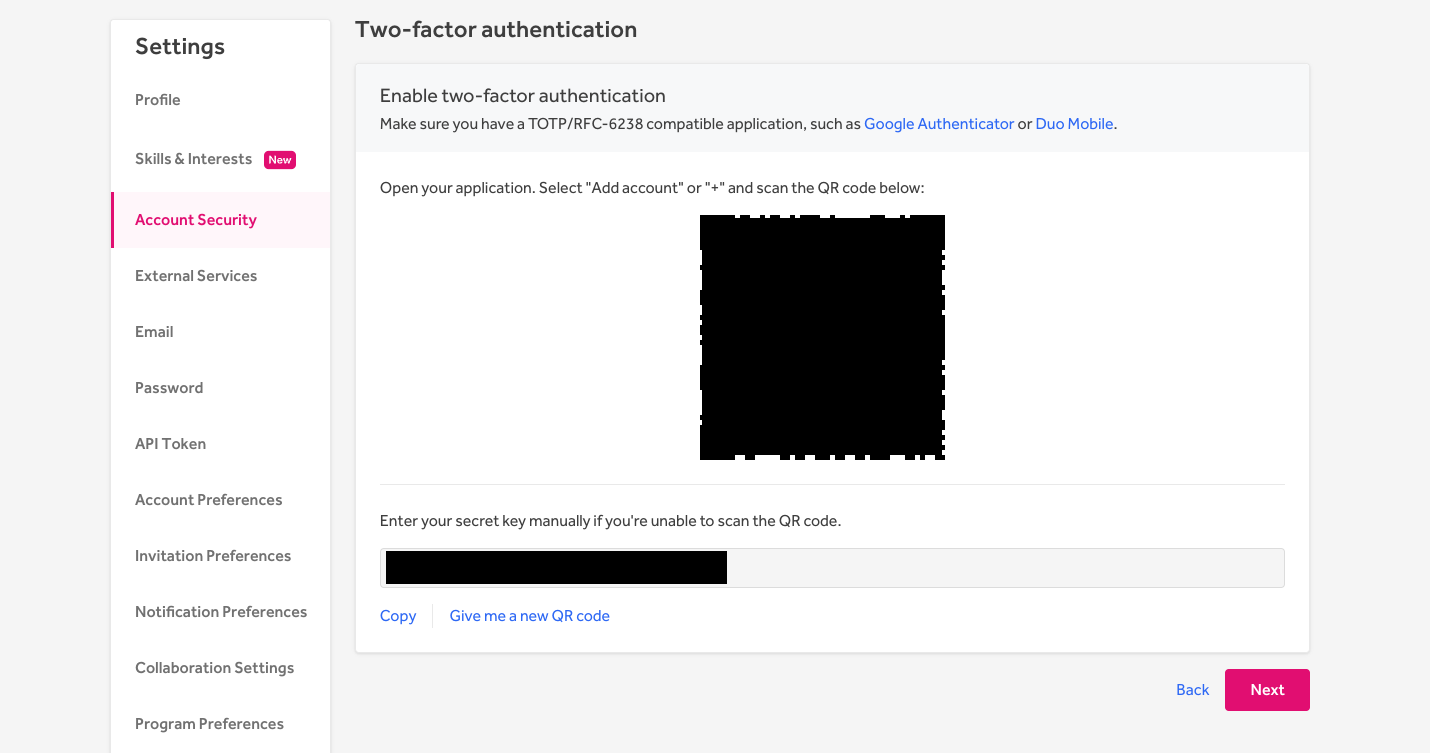 Settings
Profile
Skills & Interests New
Account Security
External Services
Email
Password
API Token
Account Preferences
Invitation Preferences
Notification Preferences
Collaboration Settings
Program Preferences
Two-factor authentication
Enable two-factor authentication
Make sure you have a TOTP/RFC-6238 compatible application, such as Google Authenticator or Duo Mobile.
Open your application. Select "Add account" or "+" and scan the QR code below:
Enter your secret key manually if you're unable to scan the QR code.
Copy
Give me a new QR code
Back
Next